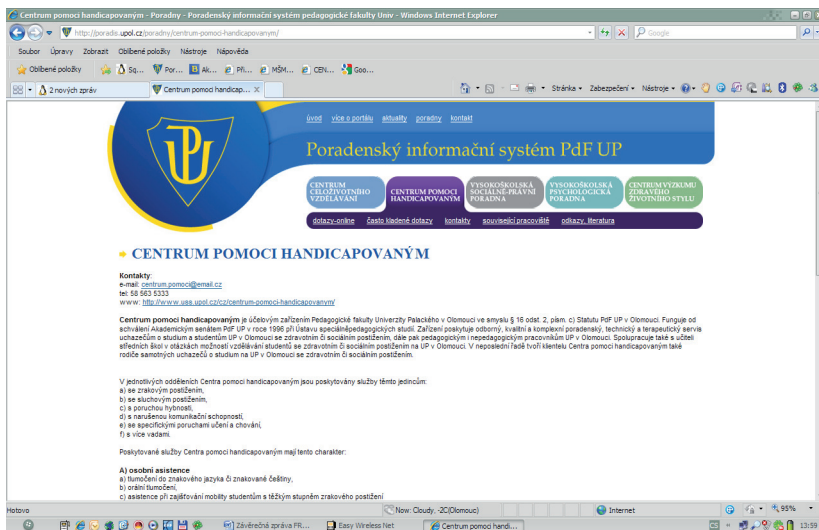 Centrum pomoci handicapovaným - Poradny - Poradenský informační systém pedagogické fakulty Univ - Windows Internet Explorer
http://poradis.upol.cz/poradny/centrum-pomoci-handicapovanym/
Google
Soubor Úpravy Zobrazit Oblíbené položky Nástroje Nápověda
Oblíbené položky Sq... Por... Ak... Při... MŠM... CEN... Goo...
2 nových zpráv Centrum pomoci handicap... X Stránka Zabezpečení Nástroje
úvod více o portálu aktuality poradny kontakt
Poradenský informační systém PdF UP
CENTRUM CELOŽIVOTNÍHO VZDĚLÁVÁNÍ
CENTRUM POMOCI HANDICAPOVANÝM
VYSOKOŠKOLSKÁ SOCIÁLNĚ-PRÁVNÍ PORADNA
VYSOKOŠKOLSKÁ PSYCHOLOGICKÁ PORADNA
CENTRUM VÝZKUMU ZDRAVÉHO ŽIVOTNÍHO STYLU
dotazy-online často kladené dotazy kontakty související pracoviště odkazy, literatura
CENTRUM POMOCI HANDICAPOVANÝM
Kontakty:
e-mail: centrum.pomoci@email.cz
tel: 58 563 5333
www: http://www.uss.upol.cz/cz/centrum-pomoci-handicapovanym/
Centrum pomoci handicapovaným je účelovým zařízením Pedagogické fakulty Univerzity Palackého v Olomouci ve smyslu § 16 odst. 2, písm. c) Statutu PdF UP v Olomouci. Funguje od
schválení Akademickým senátem PdF UP v roce 1996 při Ústavu speciálněpedagogických studií. Zařízení poskytuje odborný, kvalitní a komplexní poradenský, technický a terapeutický servis
uchazečům o studium a studentům UP v Olomouci se zdravotním či sociálním postižením, dále pak pedagogickým i nepedagogickým pracovníkům UP v Olomouci. Spolupracuje také s učiteli
středních škol v otázkách možností vzdělávání studentů se zdravotním či sociálním postižením na UP v Olomouci. V neposlední řadě tvoří klientelu Centra pomoci handicapovaným také
rodiče samotných uchazečů o studium na UP v Olomouci se zdravotním či sociálním postižením.
V jednotlivých odděleních Centra pomoci handicapovaným jsou poskytovány služby těmto jedincům:
a) se zrakovým postižením,
b) se sluchovým postižením,
c) s poruchou hybnosti,
d) s narušenou komunikační schopností,
e) se specifickými poruchami učení a chování,
f) s více vadami.
Poskytované služby Centra pomoci handicapovaným mají tento charakter:
A) osobní asistence
a) tlumočení do znakového jazyka či znakované češtiny,
b) orální tlumočení,
c) asistence při zajišťování mobility studentům s těžkým stupněm zrakového postižení
Hotovo Now: Cloudy, -2C(Olomouc) Internet 95%
Závěrečná zpráva FR... Easy Wireless Net Centrum pomoci handi... CS 13:59